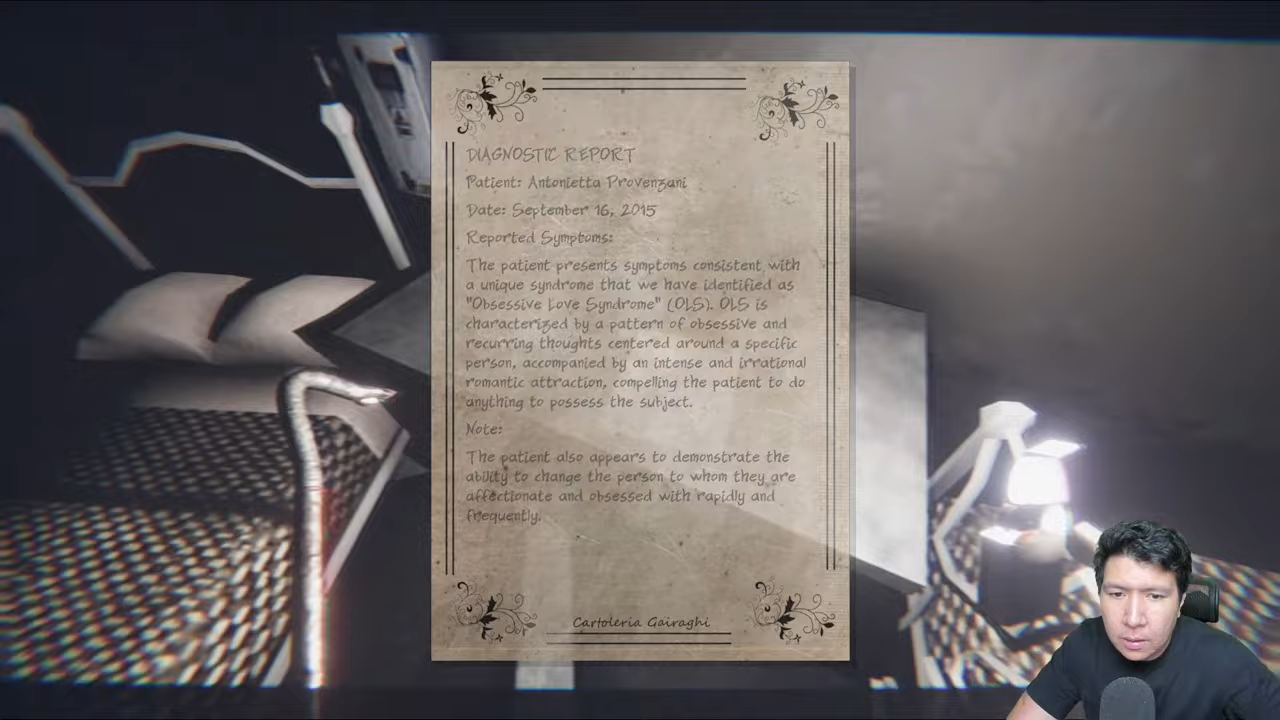 DIAGNOSTIC REPORT
Patient: Antonietta Provenzani
Date: September 16, 2015
Reported Symptoms:
The patient presents symptoms consistent with
a unique syndrome that we have identified as
"Obsessive Love Syndrome" (OLS). OLS is
characterized by a pattern of obsessive and
recurring thoughts centered around a specific
person, accompanied by an intense and irrational
romantic attraction, compelling the patient to do
anything to possess the subject.
Note:
The patient also appears to demonstrate the
ability to change the person to whom they are
affectionate and obsessed with rapidly and
frequently.
Cartoleria Gairaghi